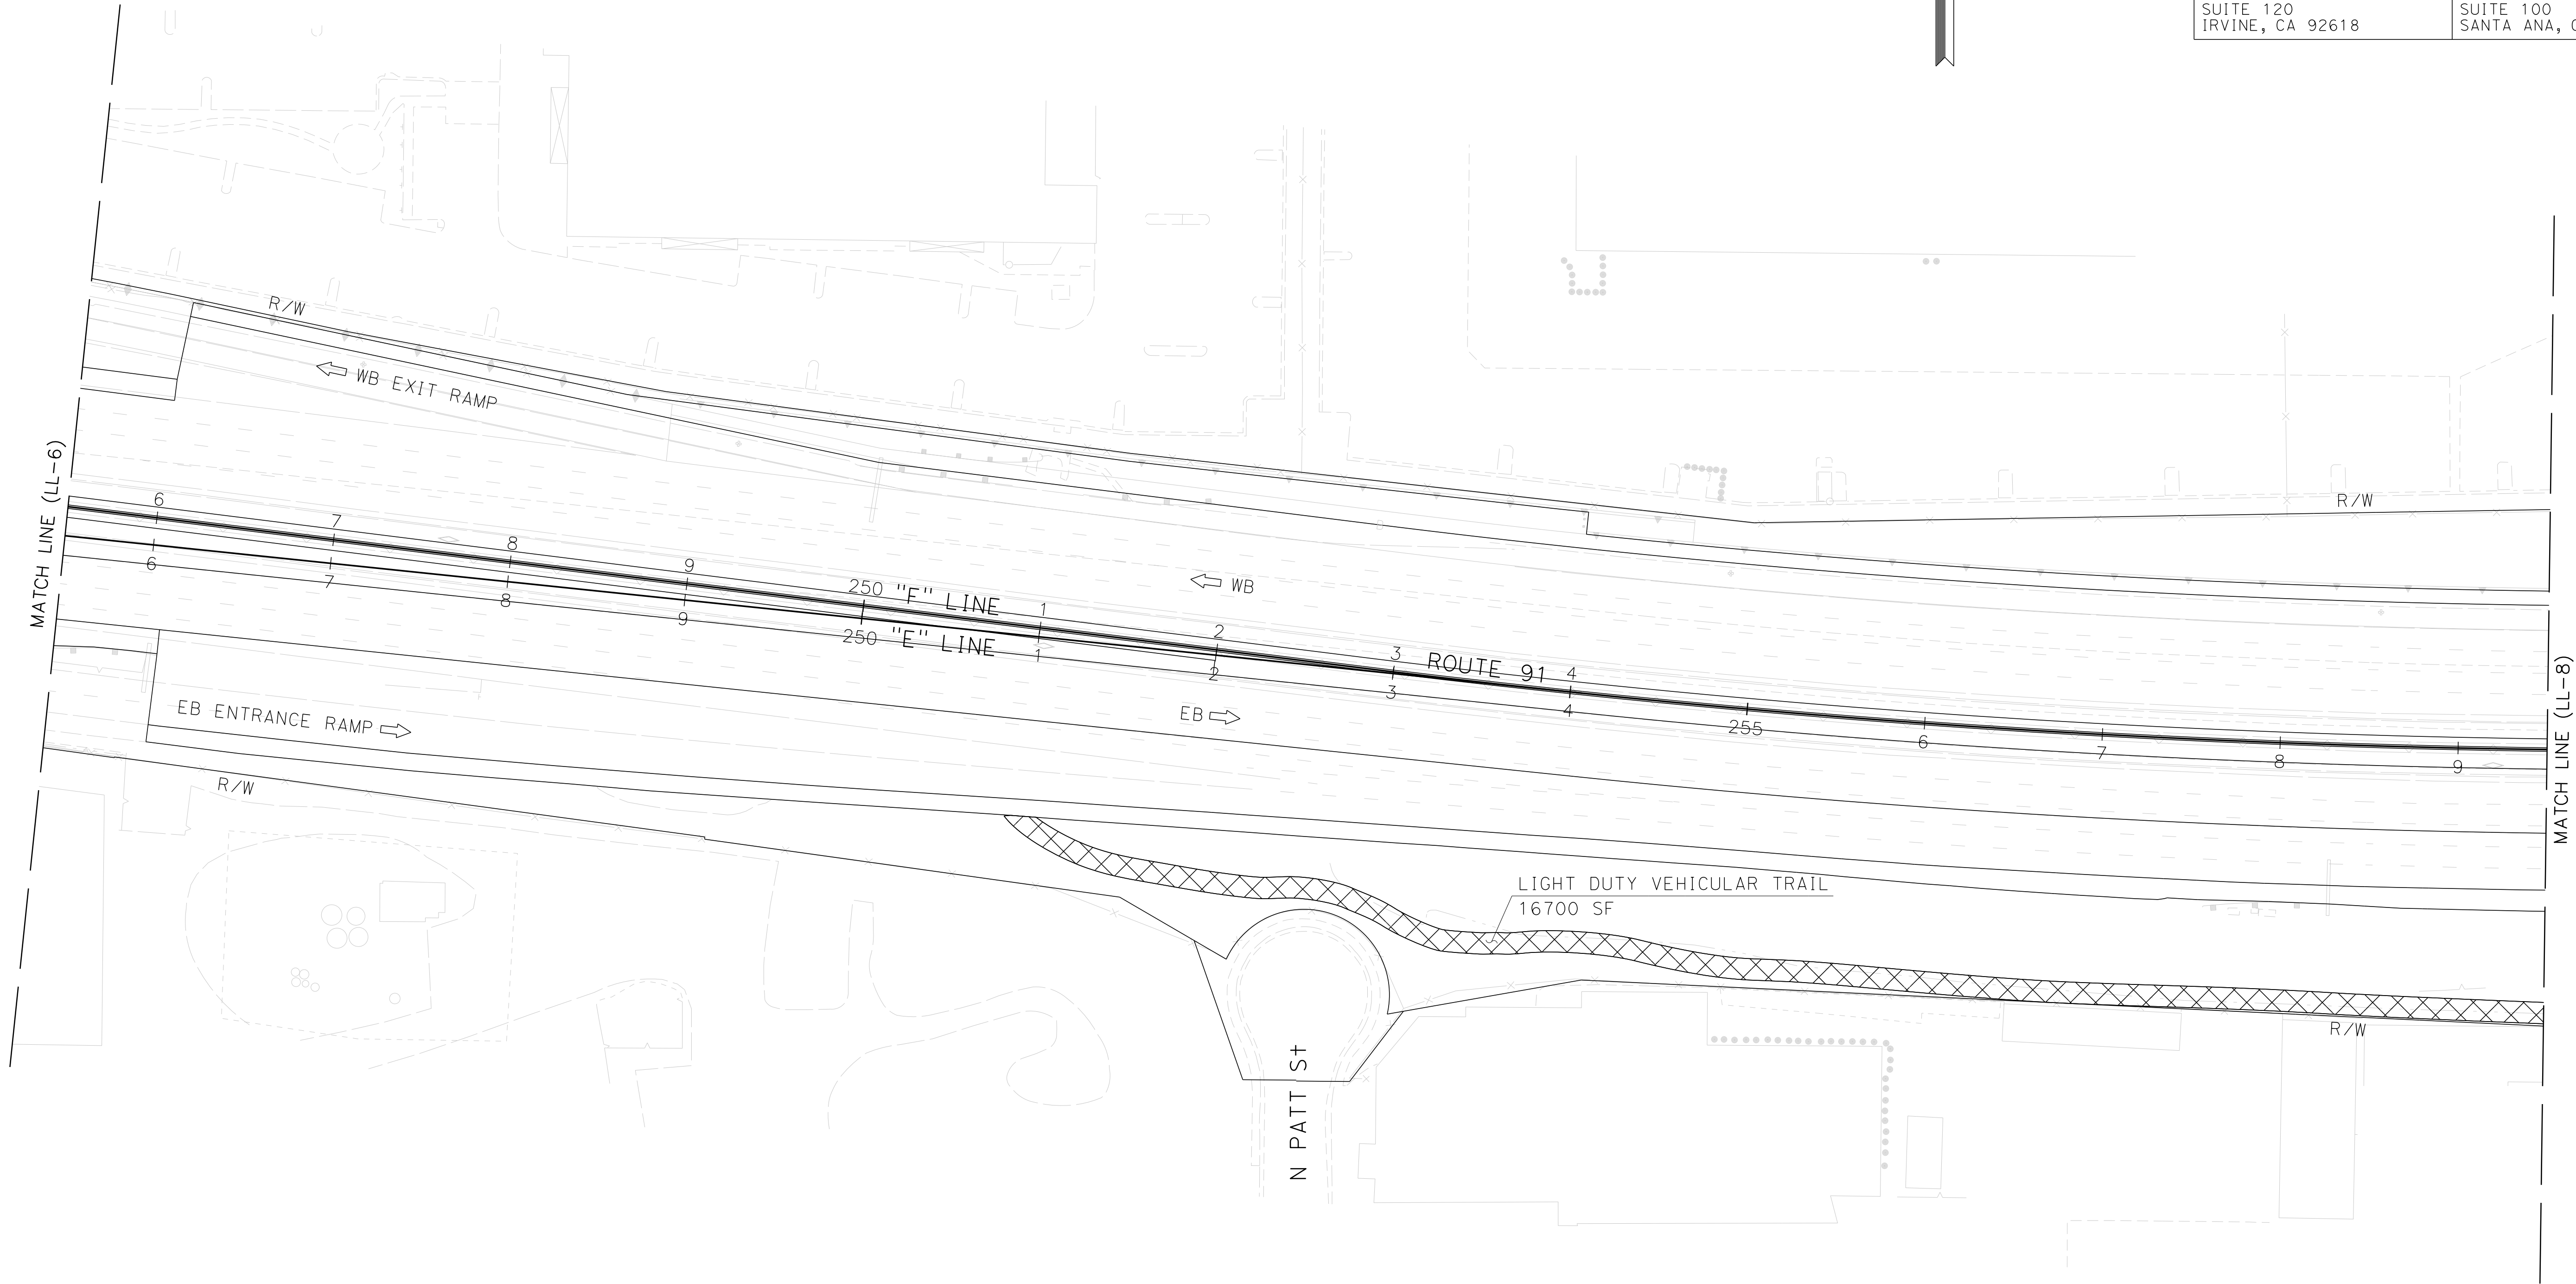 SUITE 120
IRVINE, CA 92618
SUITE 100
SANTA ANA,
R/W
WB EXIT RAMP
MATCH LINE (LL-6)
R/W
6 7 8 9 250 "F" LINE 1 2 3 ROUTE 91 4
WB
6 7 8 9 250 "E" LINE 1 2 3 4 255 6 7 8 9
MATCH LINE (LL-8)
EB ENTRANCE RAMP
EB
R/W
LIGHT DUTY VEHICULAR TRAIL
16700 SF
R/W
N PATT St